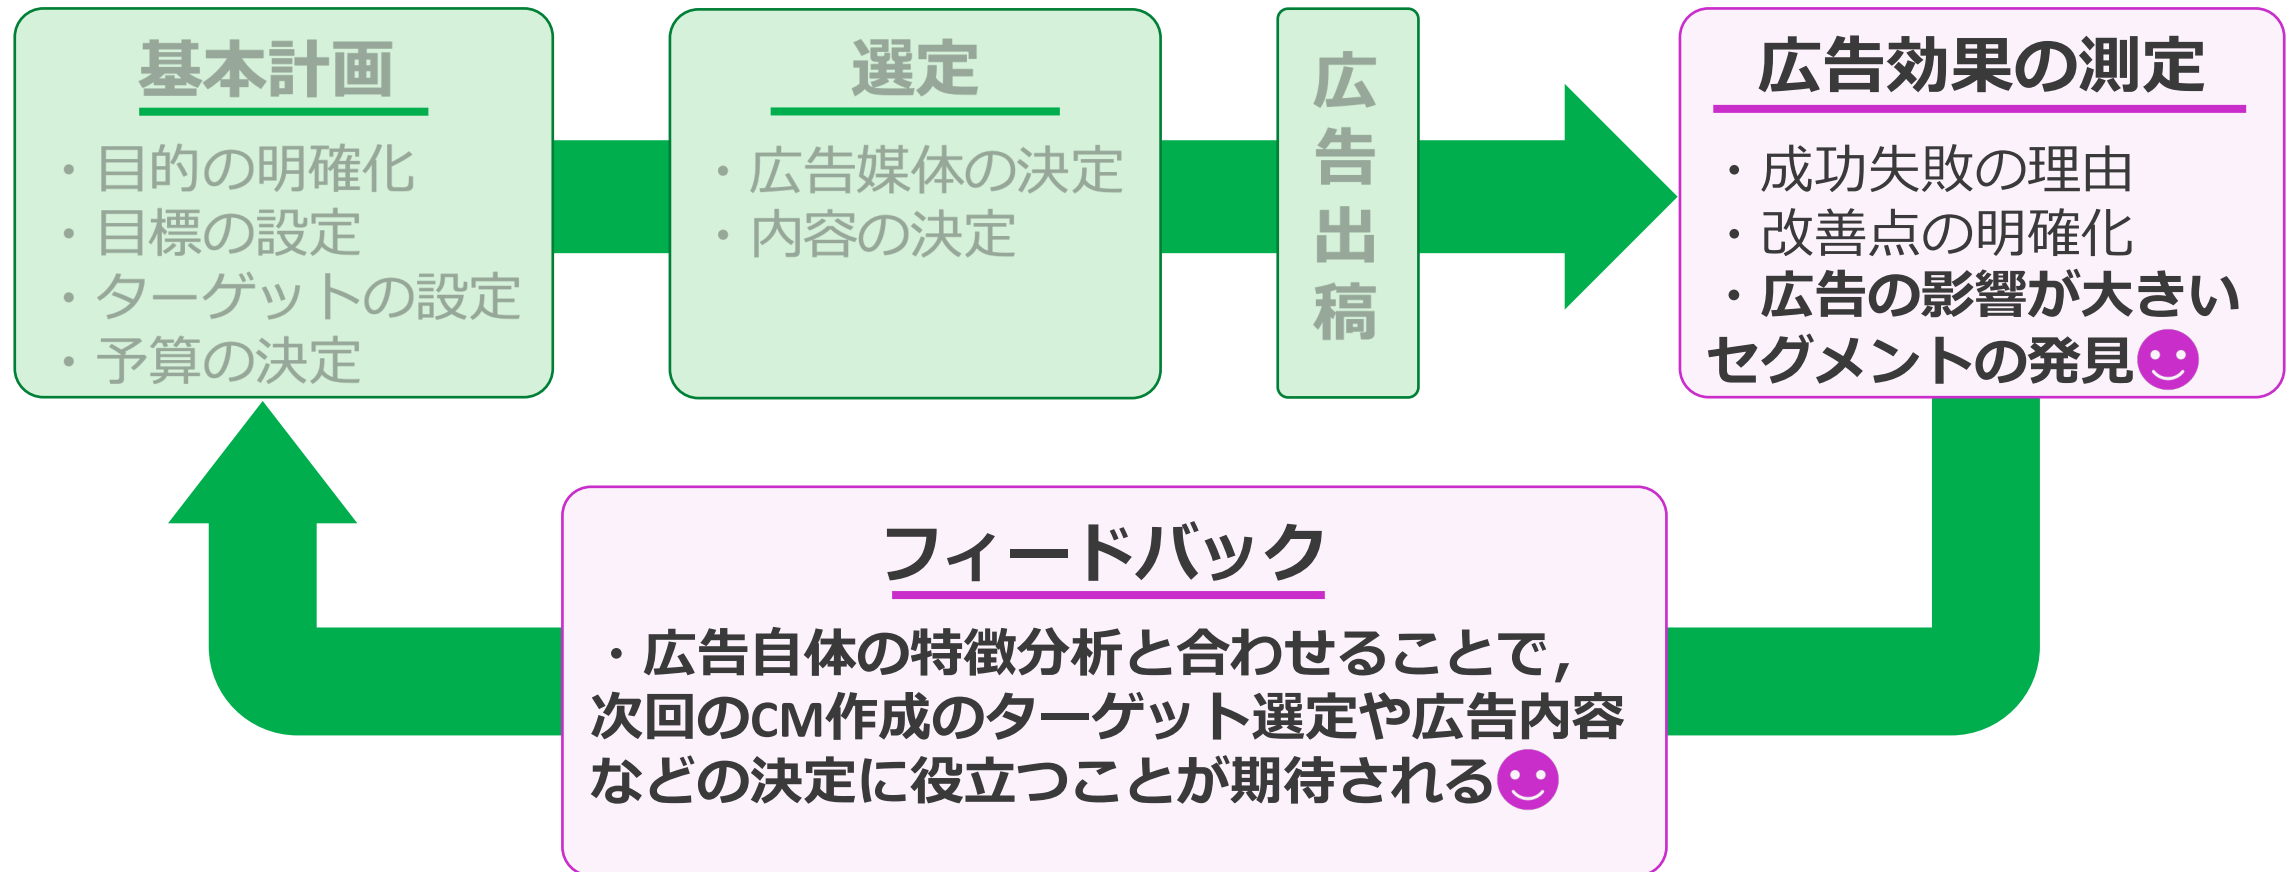 基本計画
・目的の明確化
・目標の設定
・ターゲットの設定
・予算の決定
選定
・広告媒体の決定
・内容の決定
広告出稿
広告効果の測定
・成功失敗の理由
・改善点の明確化
・広告の影響が大きい
セグメントの発見
フィードバック
・広告自体の特徴分析と合わせることで,
次回のCM作成のターゲット選定や広告内容
などの決定に役立つことが期待される